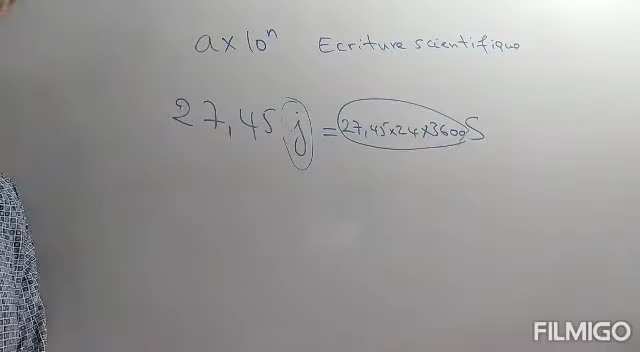 a x 10ⁿ Ecriture scientifique
27,45 j = 27,45x24x3600 S
FILMIGO